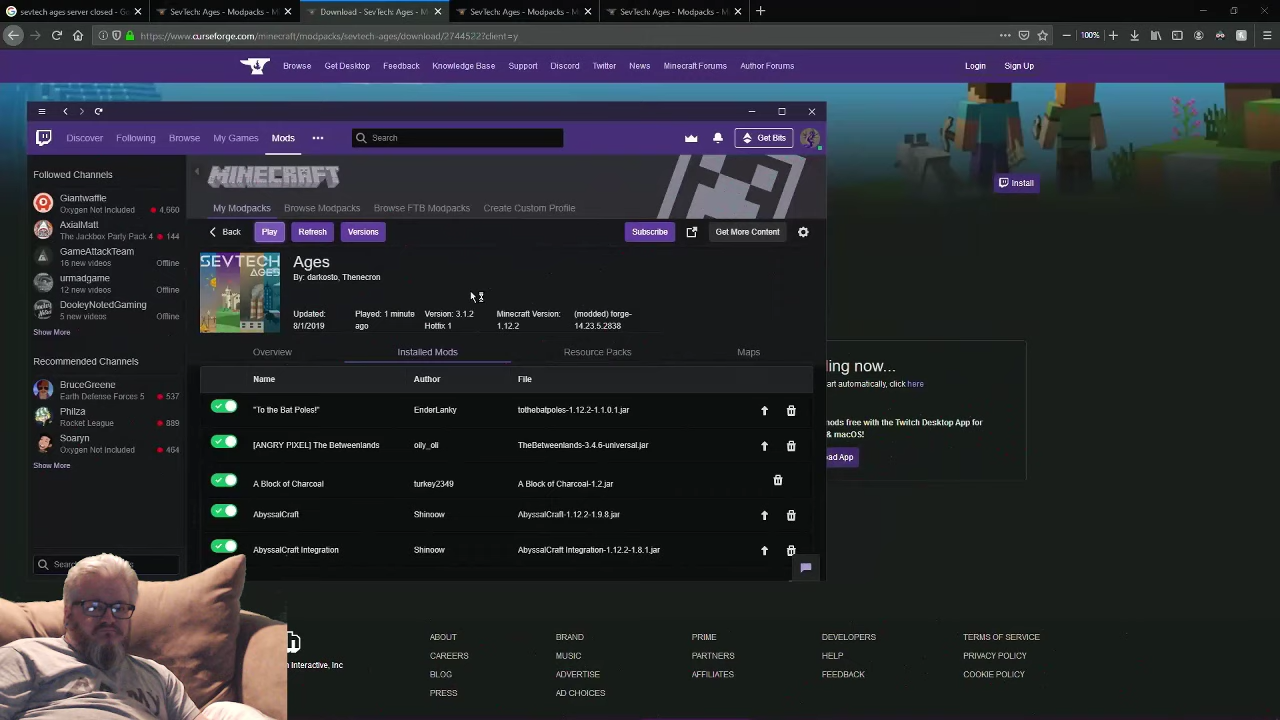 sevtech ages server closed - G
SevTech: Ages - Modpacks -
Download - SevTech: Ages -
SevTech: Ages - Modpacks -
SevTech: Ages - Modpacks -
https://www.curseforge.com/minecraft/modpacks/sevtech-ages/download/2744522?client=y
100%
Browse Get Desktop Feedback Knowledge Base Support Discord Twitter News Minecraft Forums Author Forums
Login Sign Up
Discover Following Browse My Games Mods Search Get Bits
Followed Channels
Giantwaffle
Oxygen Not Included 4,660
AxialMatt
The Jackbox Party Pack 4 144
GameAttackTeam
16 new videos Offline
urmadgame
28 new videos Offline
DooleyNotedGaming
5 new videos Offline
Show More
Recommended Channels
BruceGreene
Earth Defense Forces 5 537
Philza
Rocket League 889
Soaryn
Oxygen Not Included 464
Show More
MINECRAFT
My Modpacks Browse Modpacks Browse FTB Modpacks Create Custom Profile
Back Play Refresh Versions Subscribe Get More Content
SEVTECH
AGES
Ages
By: darkosto, Thenecron
Updated:
8/1/2019
Played: 1 minute
ago
Version: 3.1.2
Hotfix 1
Minecraft Version:
1.12.2
(modded) forge-
14.23.5.2838
Overview Installed Mods Resource Packs Maps
Name Author File
"To the Bat Poles!" EnderLanky tothebatpoles-1.12.2-1.1.0.1.jar
[ANGRY PIXEL] The Betweenlands olly_oli TheBetweenlands-3.4.6-universal.jar
A Block of Charcoal turkey2349 A Block of Charcoal-1.2.jar
AbyssalCraft Shinoow AbyssalCraft-1.12.2-1.9.8.jar
AbyssalCraft Integration Shinoow AbyssalCraft Integration-1.12.2-1.8.1.jar
Install
ling now...
art automatically, click here
mods free with the Twitch Desktop App for
& macOS!
ad App
h Interactive, Inc
ABOUT BRAND PRIME DEVELOPERS TERMS OF SERVICE
CAREERS MUSIC PARTNERS HELP PRIVACY POLICY
BLOG ADVERTISE AFFILIATES FEEDBACK COOKIE POLICY
PRESS AD CHOICES